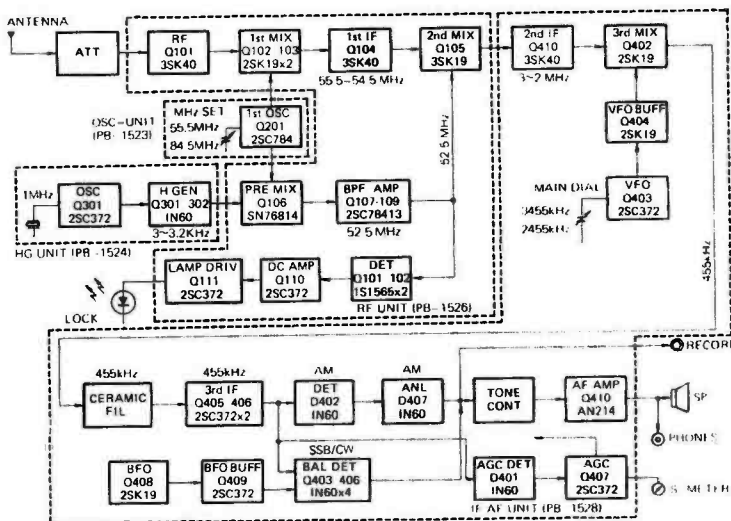 ANTENNA
ATT
RF
Q101
3SK40
1st MIX
Q102 103
2SK19x2
1st IF
Q104
3SK40
2nd MIX
Q105
3SK19
2nd IF
Q410
3SK40
3rd MIX
Q402
2SK19
55.5-54.5 MHz
3~2 MHz
OSC-UNIT
(PB-1523)
MHz SET
55.5MHz
84.5MHz
1st OSC
Q201
2SC784
VFO BUFF
Q404
2SK19
52.5 MHz
1MHz
OSC
Q301
2SC372
H GEN
Q301 302
IN60
3~3.2KHz
HG UNIT (PB-1524)
PRE MIX
Q106
SN76814
BPF AMP
Q107-109
2SC78413
52.5 MHz
MAIN DIAL
VFO
Q403
2SC372
3455kHz
2455kHz
LAMP DRIV
Q111
2SC372
DC AMP
Q110
2SC372
DET
Q101 102
1S1565x2
RF UNIT (PB-1526)
LOCK
455kHz
RECORD
455kHz
CERAMIC
FIL
455kHz
3rd IF
Q405 406
2SC372x2
AM
DET
D402
IN60
AM
ANL
D407
IN60
TONE
CONT
AF AMP
Q410
AN214
SP
PHONES
BFO
Q408
2SK19
BFO BUFF
Q409
2SC372
SSB/CW
BAL DET
Q403 406
IN60x4
AGC DET
D401
IN60
AGC
Q407
2SC372
S METER
IF AF UNIT (PB-1528)